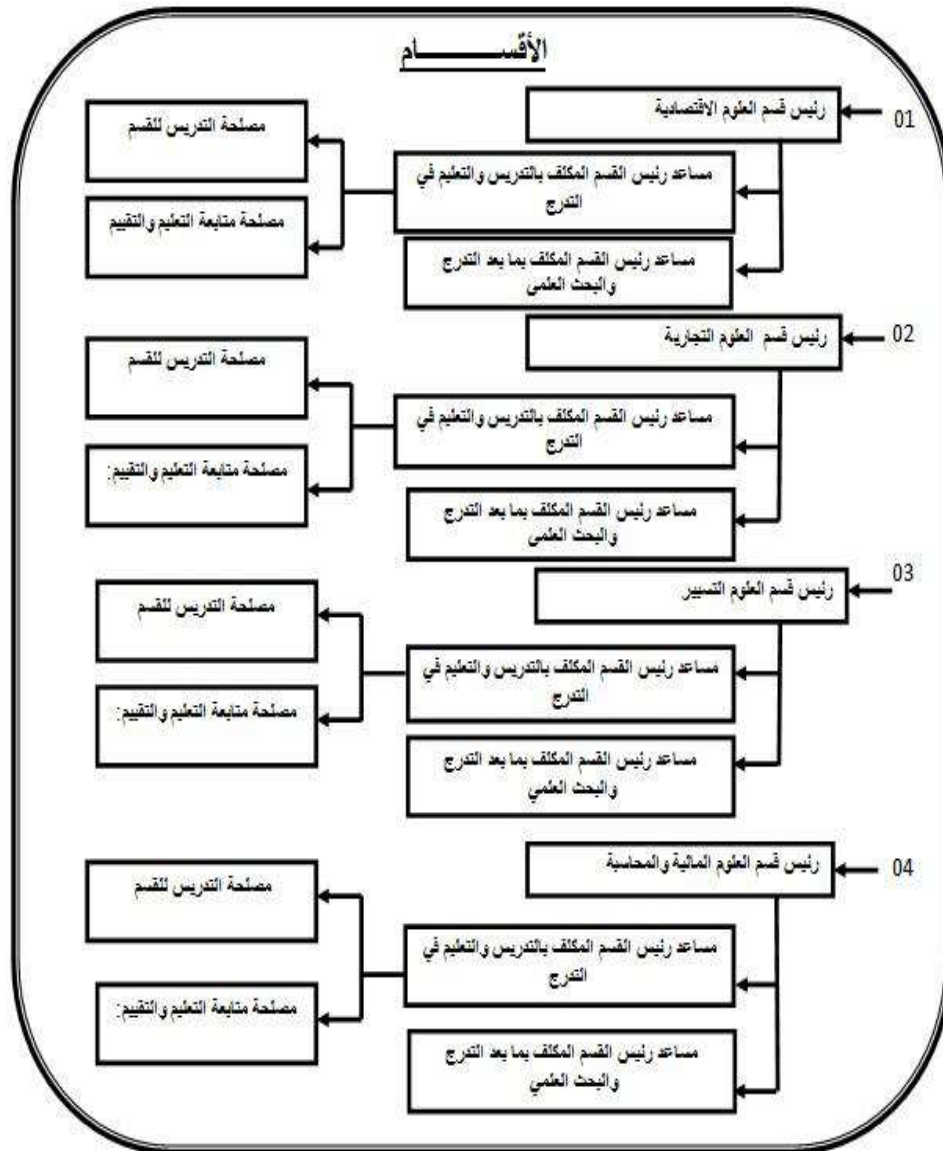 الأقســـــــام
01
رئيس قسم العلوم الاقتصادية
مساعد رئيس القسم المكلف بالتدريس والتعليم في
التدرج
مساعد رئيس القسم المكلف بما بعد التدرج
والبحث العلمي
مصلحة التدريس للقسم
مصلحة متابعة التعليم والتقييم
02
رئيس قسم العلوم التجارية
مساعد رئيس القسم المكلف بالتدريس والتعليم في
التدرج
مساعد رئيس القسم المكلف بما بعد التدرج
والبحث العلمي
مصلحة التدريس للقسم
مصلحة متابعة التعليم والتقييم:
03
رئيس قسم العلوم التسيير
مساعد رئيس القسم المكلف بالتدريس والتعليم في
التدرج
مساعد رئيس القسم المكلف بما بعد التدرج
والبحث العلمي
مصلحة التدريس للقسم
مصلحة متابعة التعليم والتقييم:
04
رئيس قسم العلوم المالية والمحاسبة
مساعد رئيس القسم المكلف بالتدريس والتعليم في
التدرج
مساعد رئيس القسم المكلف بما بعد التدرج
والبحث العلمي
مصلحة التدريس للقسم
مصلحة متابعة التعليم والتقييم: